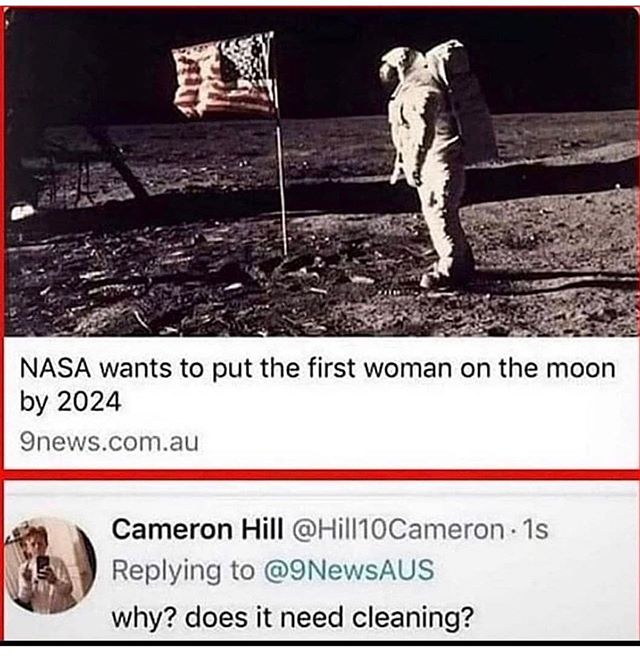 NASA wants to put the first woman on the moon
by 2024
9news.com.au
Cameron Hill @Hill10Cameron · 1s
Replying to @9NewsAUS
why? does it need cleaning?